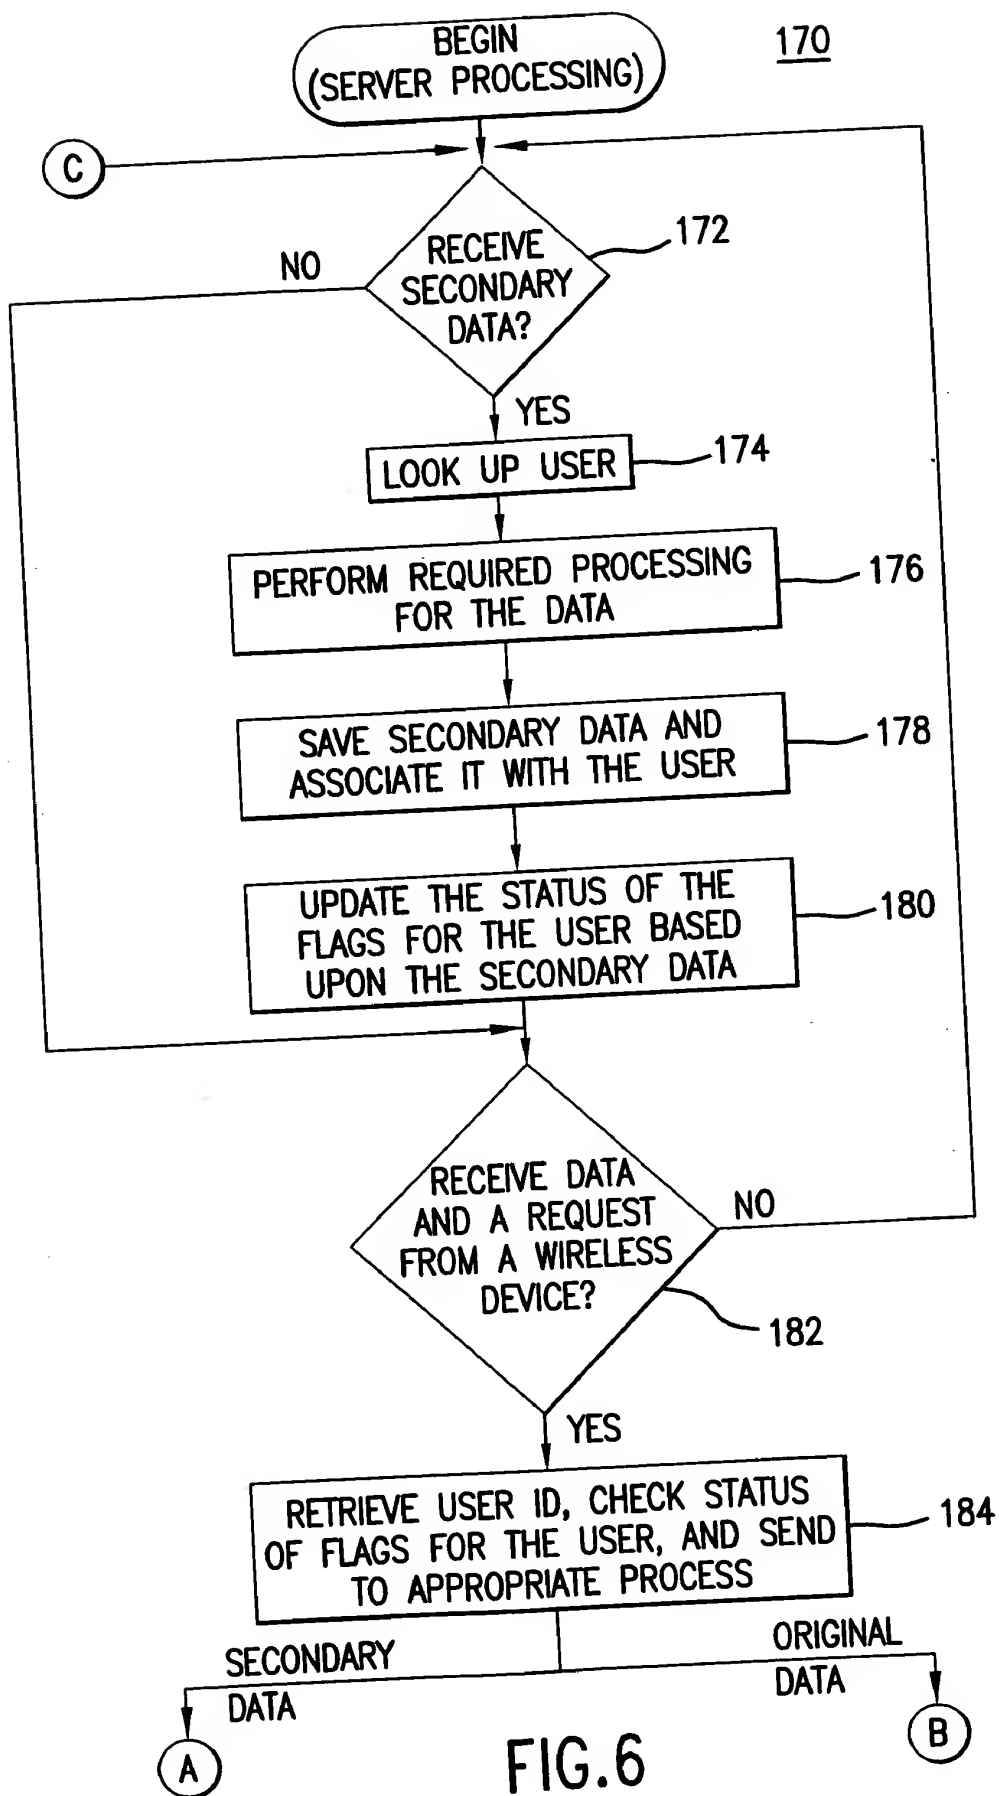 BEGIN
(SERVER PROCESSING)
170
C
RECEIVE
SECONDARY
DATA?
172
NO
YES
LOOK UP USER
174
PERFORM REQUIRED PROCESSING
FOR THE DATA
176
SAVE SECONDARY DATA AND
ASSOCIATE IT WITH THE USER
178
UPDATE THE STATUS OF THE
FLAGS FOR THE USER BASED
UPON THE SECONDARY DATA
180
RECEIVE DATA
AND A REQUEST
FROM A WIRELESS
DEVICE?
NO
182
YES
RETRIEVE USER ID, CHECK STATUS
OF FLAGS FOR THE USER, AND SEND
TO APPROPRIATE PROCESS
184
SECONDARY
DATA
ORIGINAL
DATA
A
B
FIG.6